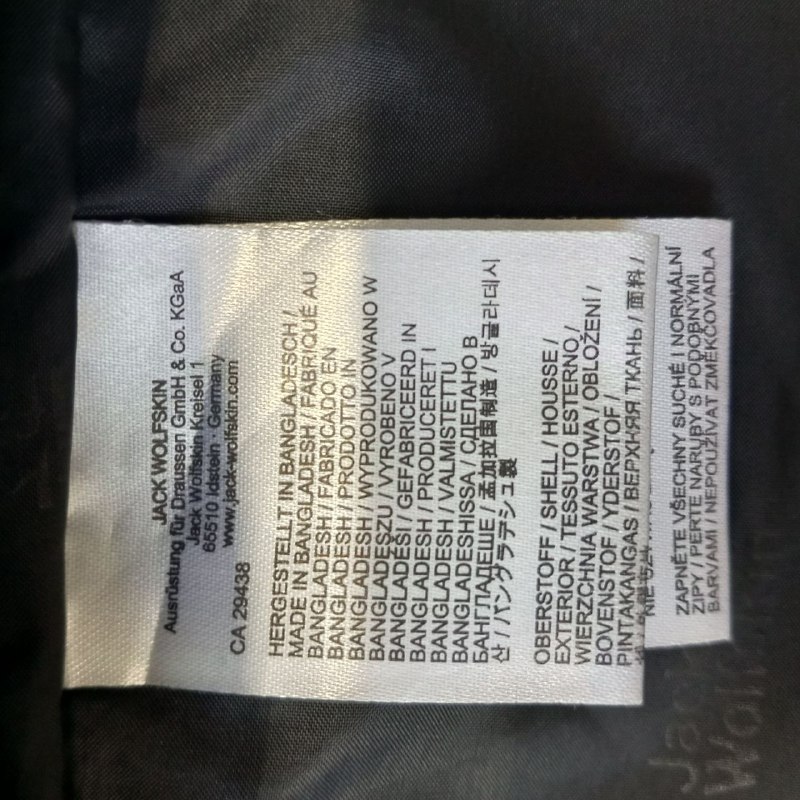 JACK WOLFSKIN
Ausrüstung für Draussen GmbH & Co. KGaA
Jack Wolfskin Kreisel 1
65510 Idstein · Germany
www.jack-wolfskin.com
CA 29438
HERGESTELLT IN BANGLADESCH /
MADE IN BANGLADESH / FABRIQUÉ AU
BANGLADESH / FABRICADO EN
BANGLADESH / PRODOTTO IN
BANGLADESH / WYPRODUKOWANO W
BANGLADESZU / VYROBENO V
BANGLADÉŠI / GEFABRICEERD IN
BANGLADESH / PRODUCERET I
BANGLADESH / VALMISTETTU
BANGLADESHISSA / СДЕЛАНО В
БАНГЛАДЕШЕ / 孟加拉国制造 / 방글라데시
산 / バングラデシュ製
OBERSTOFF / SHELL / HOUSSE /
EXTERIOR / TESSUTO ESTERNO /
WIERZCHNIA WARSTWA / OBLOŽENÍ /
BOVENSTOF / YDERSTOF /
PINTAKANGAS / ВЕРХНЯЯ ТКАНЬ / 面料 /
ZAPNĚTE VŠECHNY SUCHÉ I NORMÁLNÍ
ZIPY / PERTE NARUBY S PODOBNÝMI
BARVAMI / NEPOUŽÍVAT ZMĚKČOVADLA
Jack
Wolf